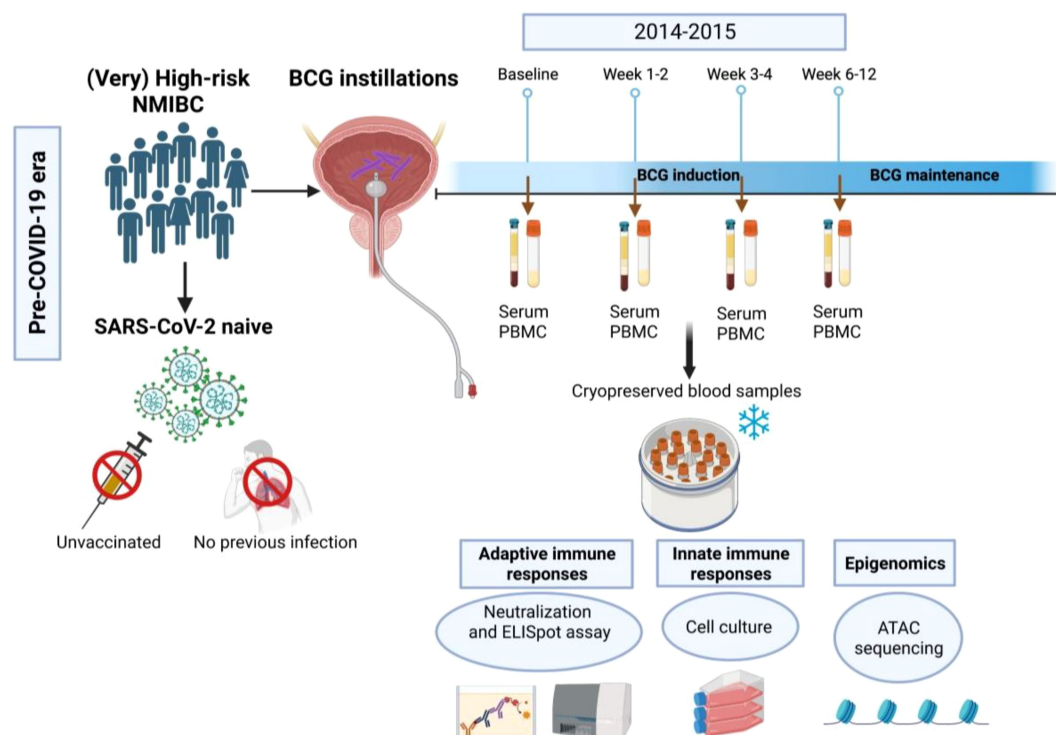 2014-2015
(Very) High-risk
NMIBC
BCG instillations
Baseline
Week 1-2
Week 3-4
Week 6-12
Pre-COVID-19 era
BCG induction
BCG maintenance
SARS-CoV-2 naive
Serum
PBMC
Serum
PBMC
Serum
PBMC
Serum
PBMC
Cryopreserved blood samples
Unvaccinated
No previous infection
Adaptive immune
responses
Innate immune
responses
Epigenomics
Neutralization
and ELISpot assay
Cell culture
ATAC
sequencing